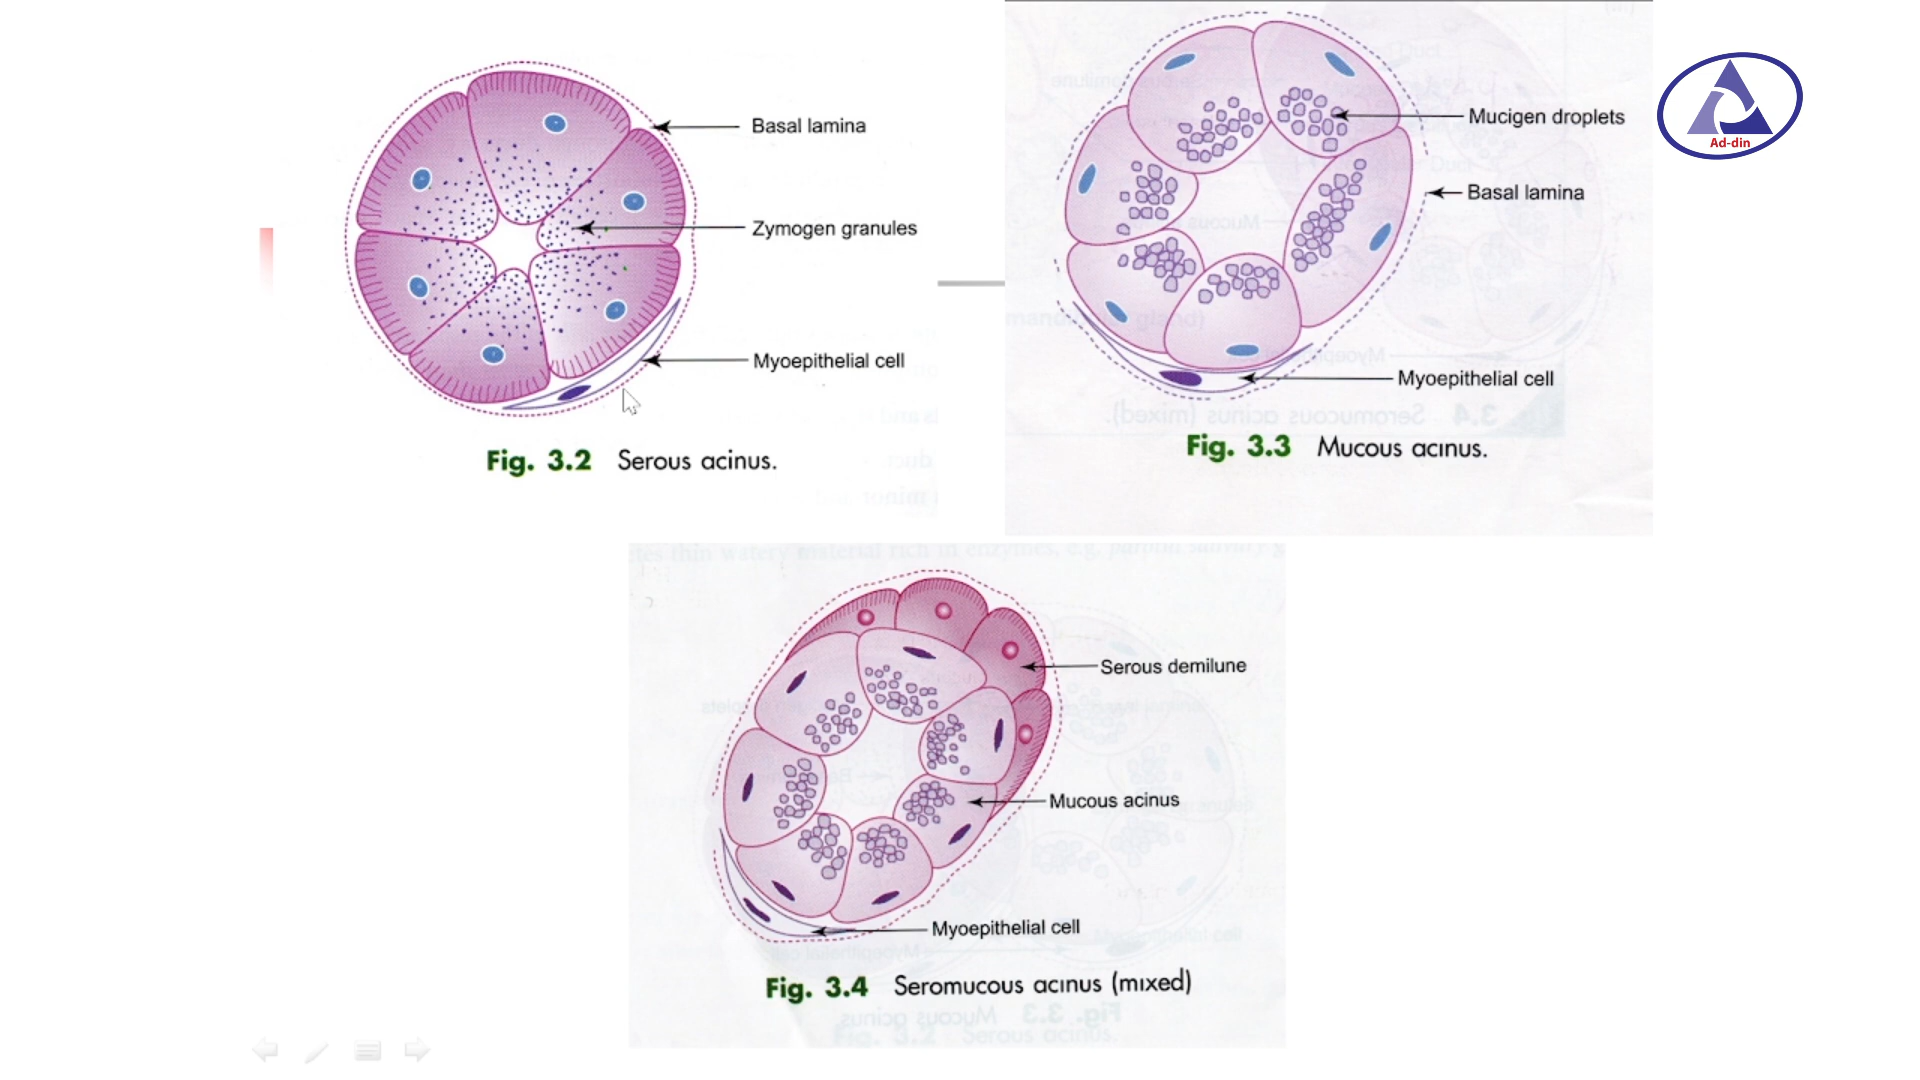 Basal lamina
Zymogen granules
Myoepithelial cell
Fig. 3.2 Serous acinus.
Mucigen droplets
Basal lamina
Myoepithelial cell
Fig. 3.3 Mucous acinus.
Ad-din
Serous demilune
Mucous acinus
Myoepithelial cell
Fig. 3.4 Seromucous acinus (mixed)